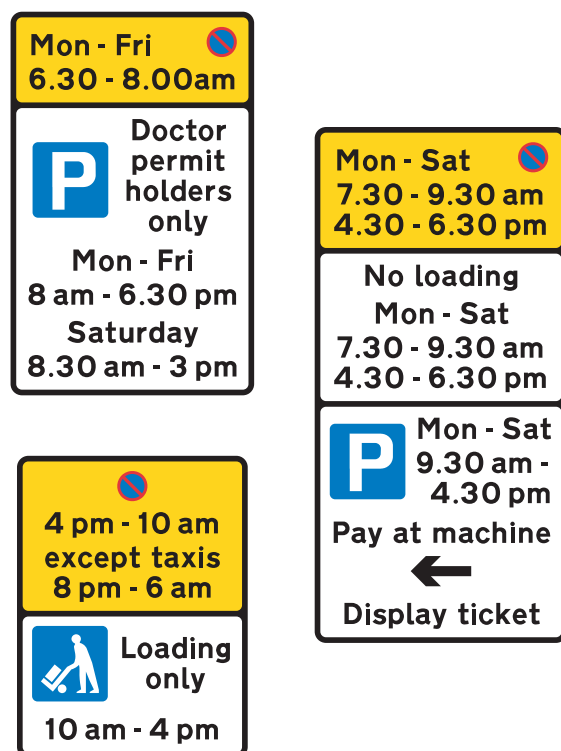 Mon - Fri
6.30 - 8.00am
P
Doctor
permit
holders
only
Mon - Fri
8 am - 6.30 pm
Saturday
8.30 am - 3 pm
4 pm - 10 am
except taxis
8 pm - 6 am
Loading
only
10 am - 4 pm
Mon - Sat
7.30 - 9.30 am
4.30 - 6.30 pm
No loading
Mon - Sat
7.30 - 9.30 am
4.30 - 6.30 pm
P
Mon - Sat
9.30 am -
4.30 pm
Pay at machine
Display ticket